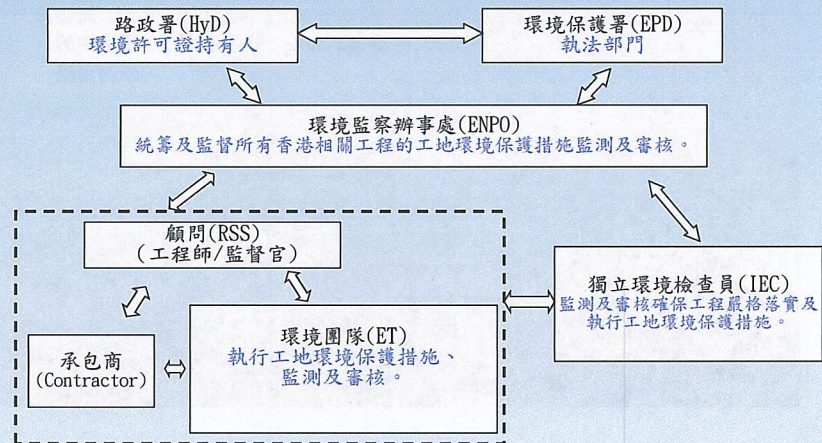 路政署(HyD)
環境許可證持有人
環境保護署(EPD)
執法部門
環境監察辦事處(ENPO)
統籌及監督所有香港相關工程的工地環境保護措施監測及審核。
顧問(RSS)
(工程師/監督官)
獨立環境檢查員(IEC)
監測及審核確保工程嚴格落實及
執行工地環境保護措施。
環境團隊(ET)
執行工地環境保護措施、
監測及審核。
承包商
(Contractor)